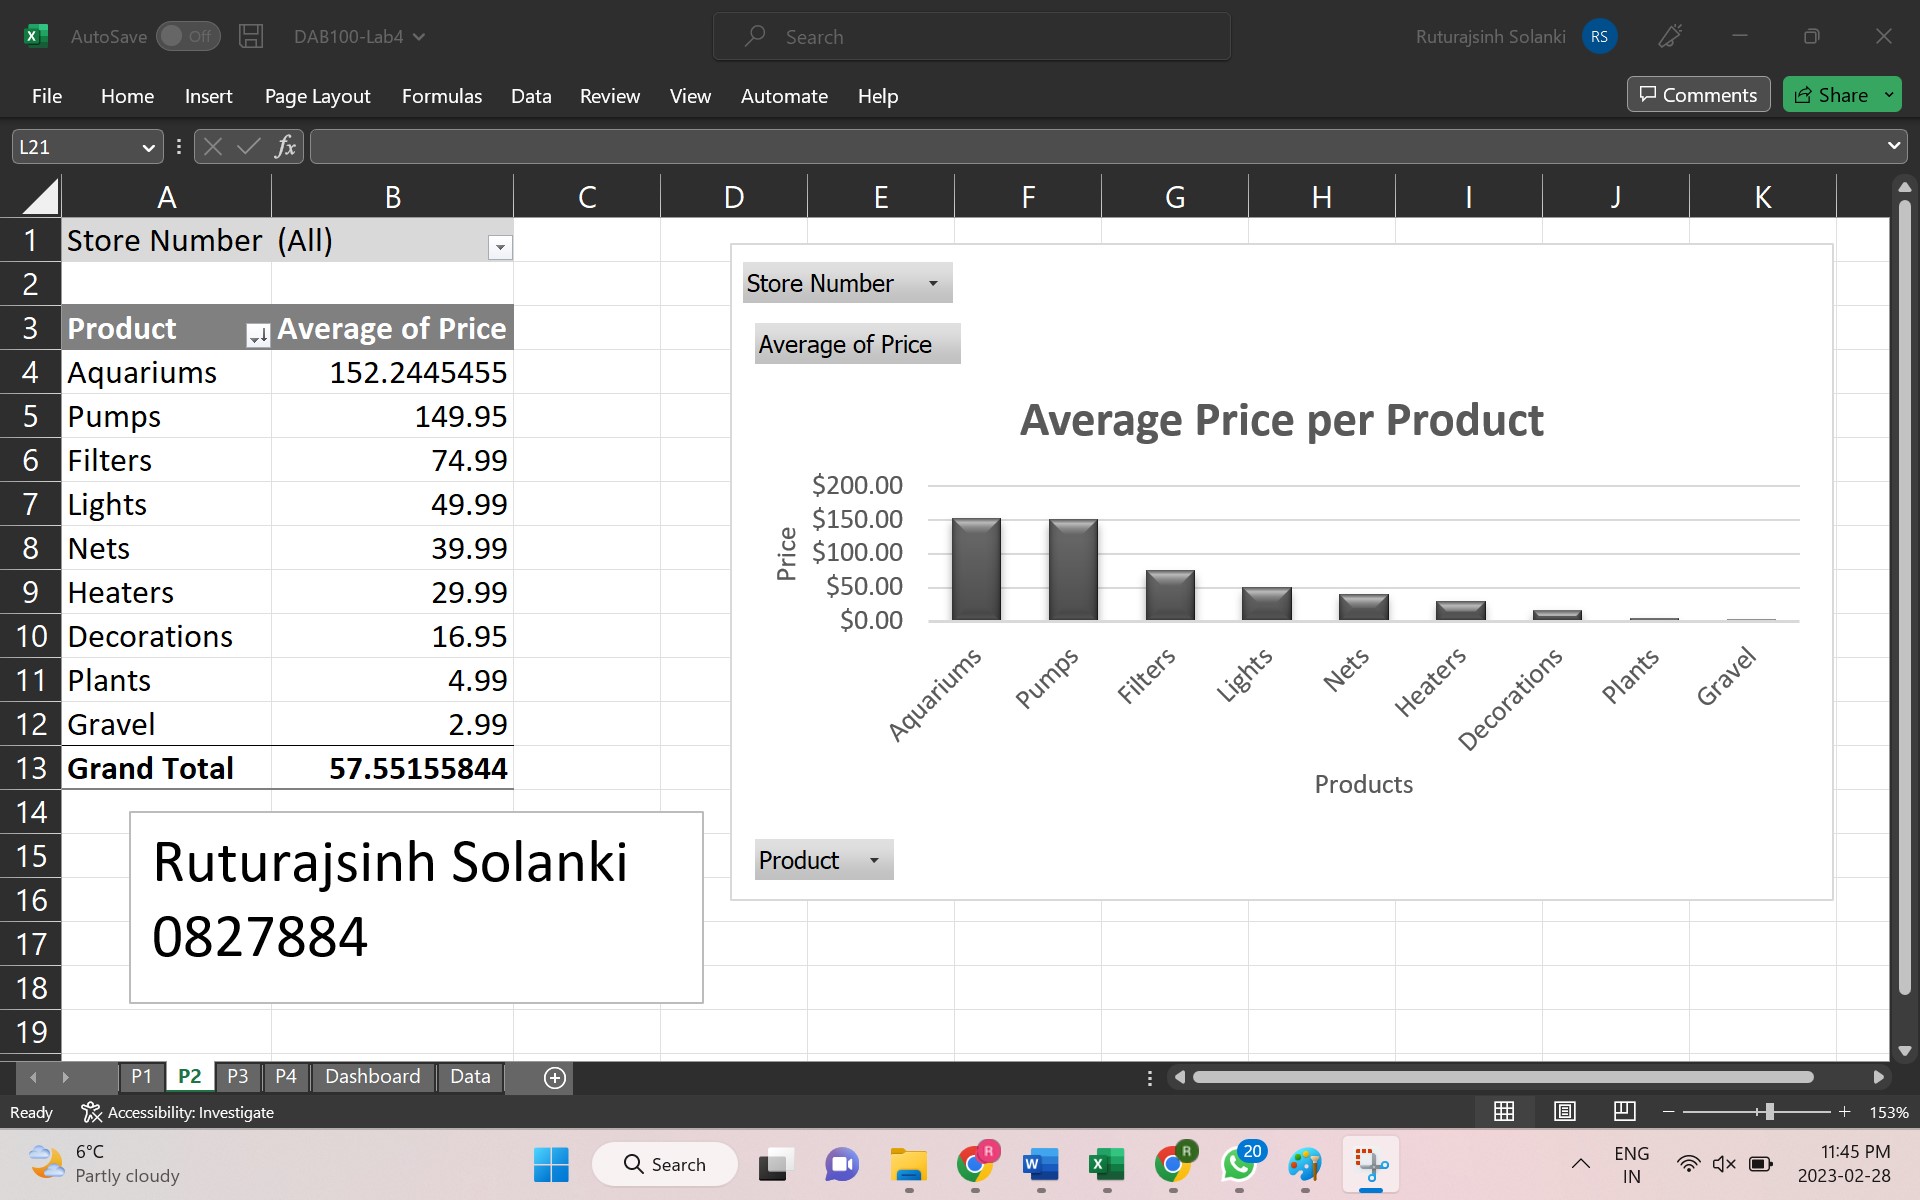 AutoSave Off DAB100-Lab4 Search Ruturajsinh Solanki RS
File Home Insert Page Layout Formulas Data Review View Automate Help Comments Share
L21 fx
A B C D E F G H I J K
1 Store Number (All)
2
3 Product Average of Price
4 Aquariums 152.2445455
5 Pumps 149.95
6 Filters 74.99
7 Lights 49.99
8 Nets 39.99
9 Heaters 29.99
10 Decorations 16.95
11 Plants 4.99
12 Gravel 2.99
13 Grand Total 57.55155844
14
15
16
17
18
19
Ruturajsinh Solanki
0827884
Store Number
Average of Price
Average Price per Product
Price
$200.00
$150.00
$100.00
$50.00
$0.00
Aquariums Pumps Filters Lights Nets Heaters Decorations Plants Gravel
Products
Product
P1 P2 P3 P4 Dashboard Data
Ready Accessibility: Investigate 153%
6°C
Partly cloudy
Search
R W X R 20
ENG
IN
11:45 PM
2023-02-28